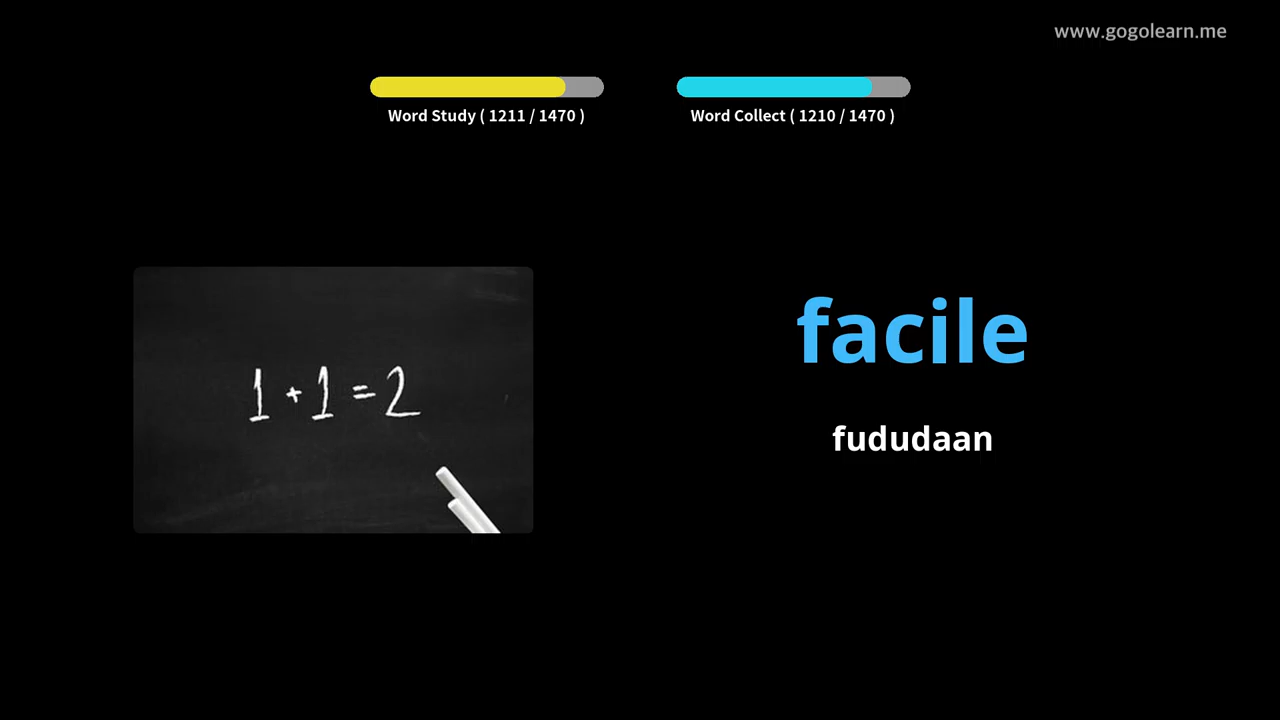 www.gogolearn.me
Word Study ( 1211 / 1470 )
Word Collect ( 1210 / 1470 )
1 + 1 = 2
facile
fududaan